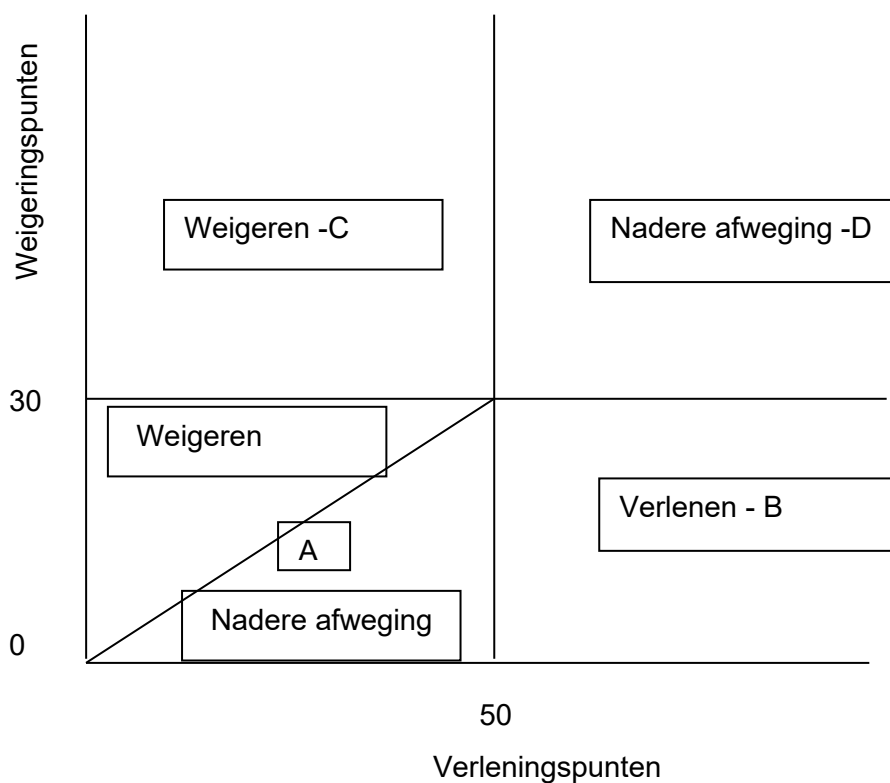 Weigeringspunten
Weigeren -C
Nadere afweging -D
30
Weigeren
Verlenen - B
A
Nadere afweging
0
50
Verleningspunten